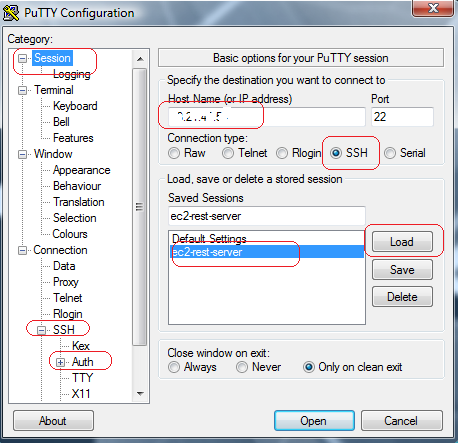 PuTTY Configuration
Category:
Session
Logging
Terminal
Keyboard
Bell
Features
Window
Appearance
Behaviour
Translation
Selection
Colours
Connection
Data
Proxy
Telnet
Rlogin
SSH
Kex
Auth
TTY
X11
Basic options for your PuTTY session
Specify the destination you want to connect to
Host Name (or IP address) Port
22
Connection type:
Raw Telnet Rlogin SSH Serial
Load, save or delete a stored session
Saved Sessions
ec2-rest-server
Default Settings Load
ec2-rest-server
Save
Delete
Close window on exit:
Always Never Only on clean exit
About Open Cancel